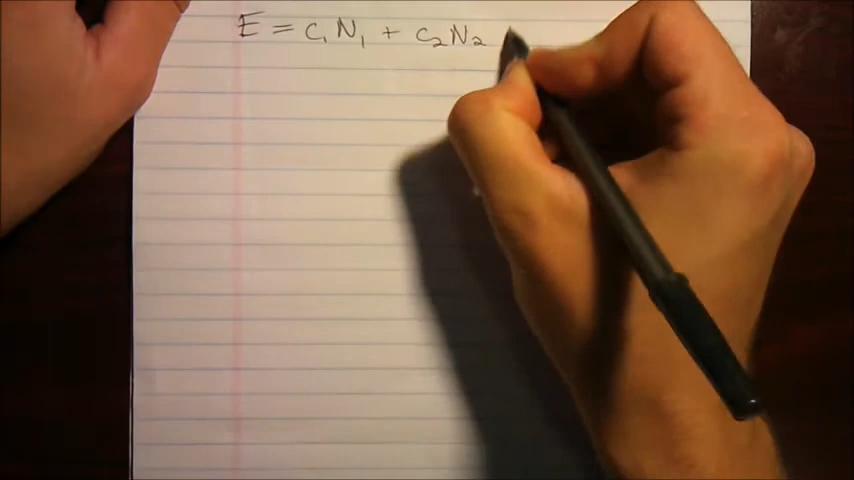 E = c₁N₁ + c₂N₂